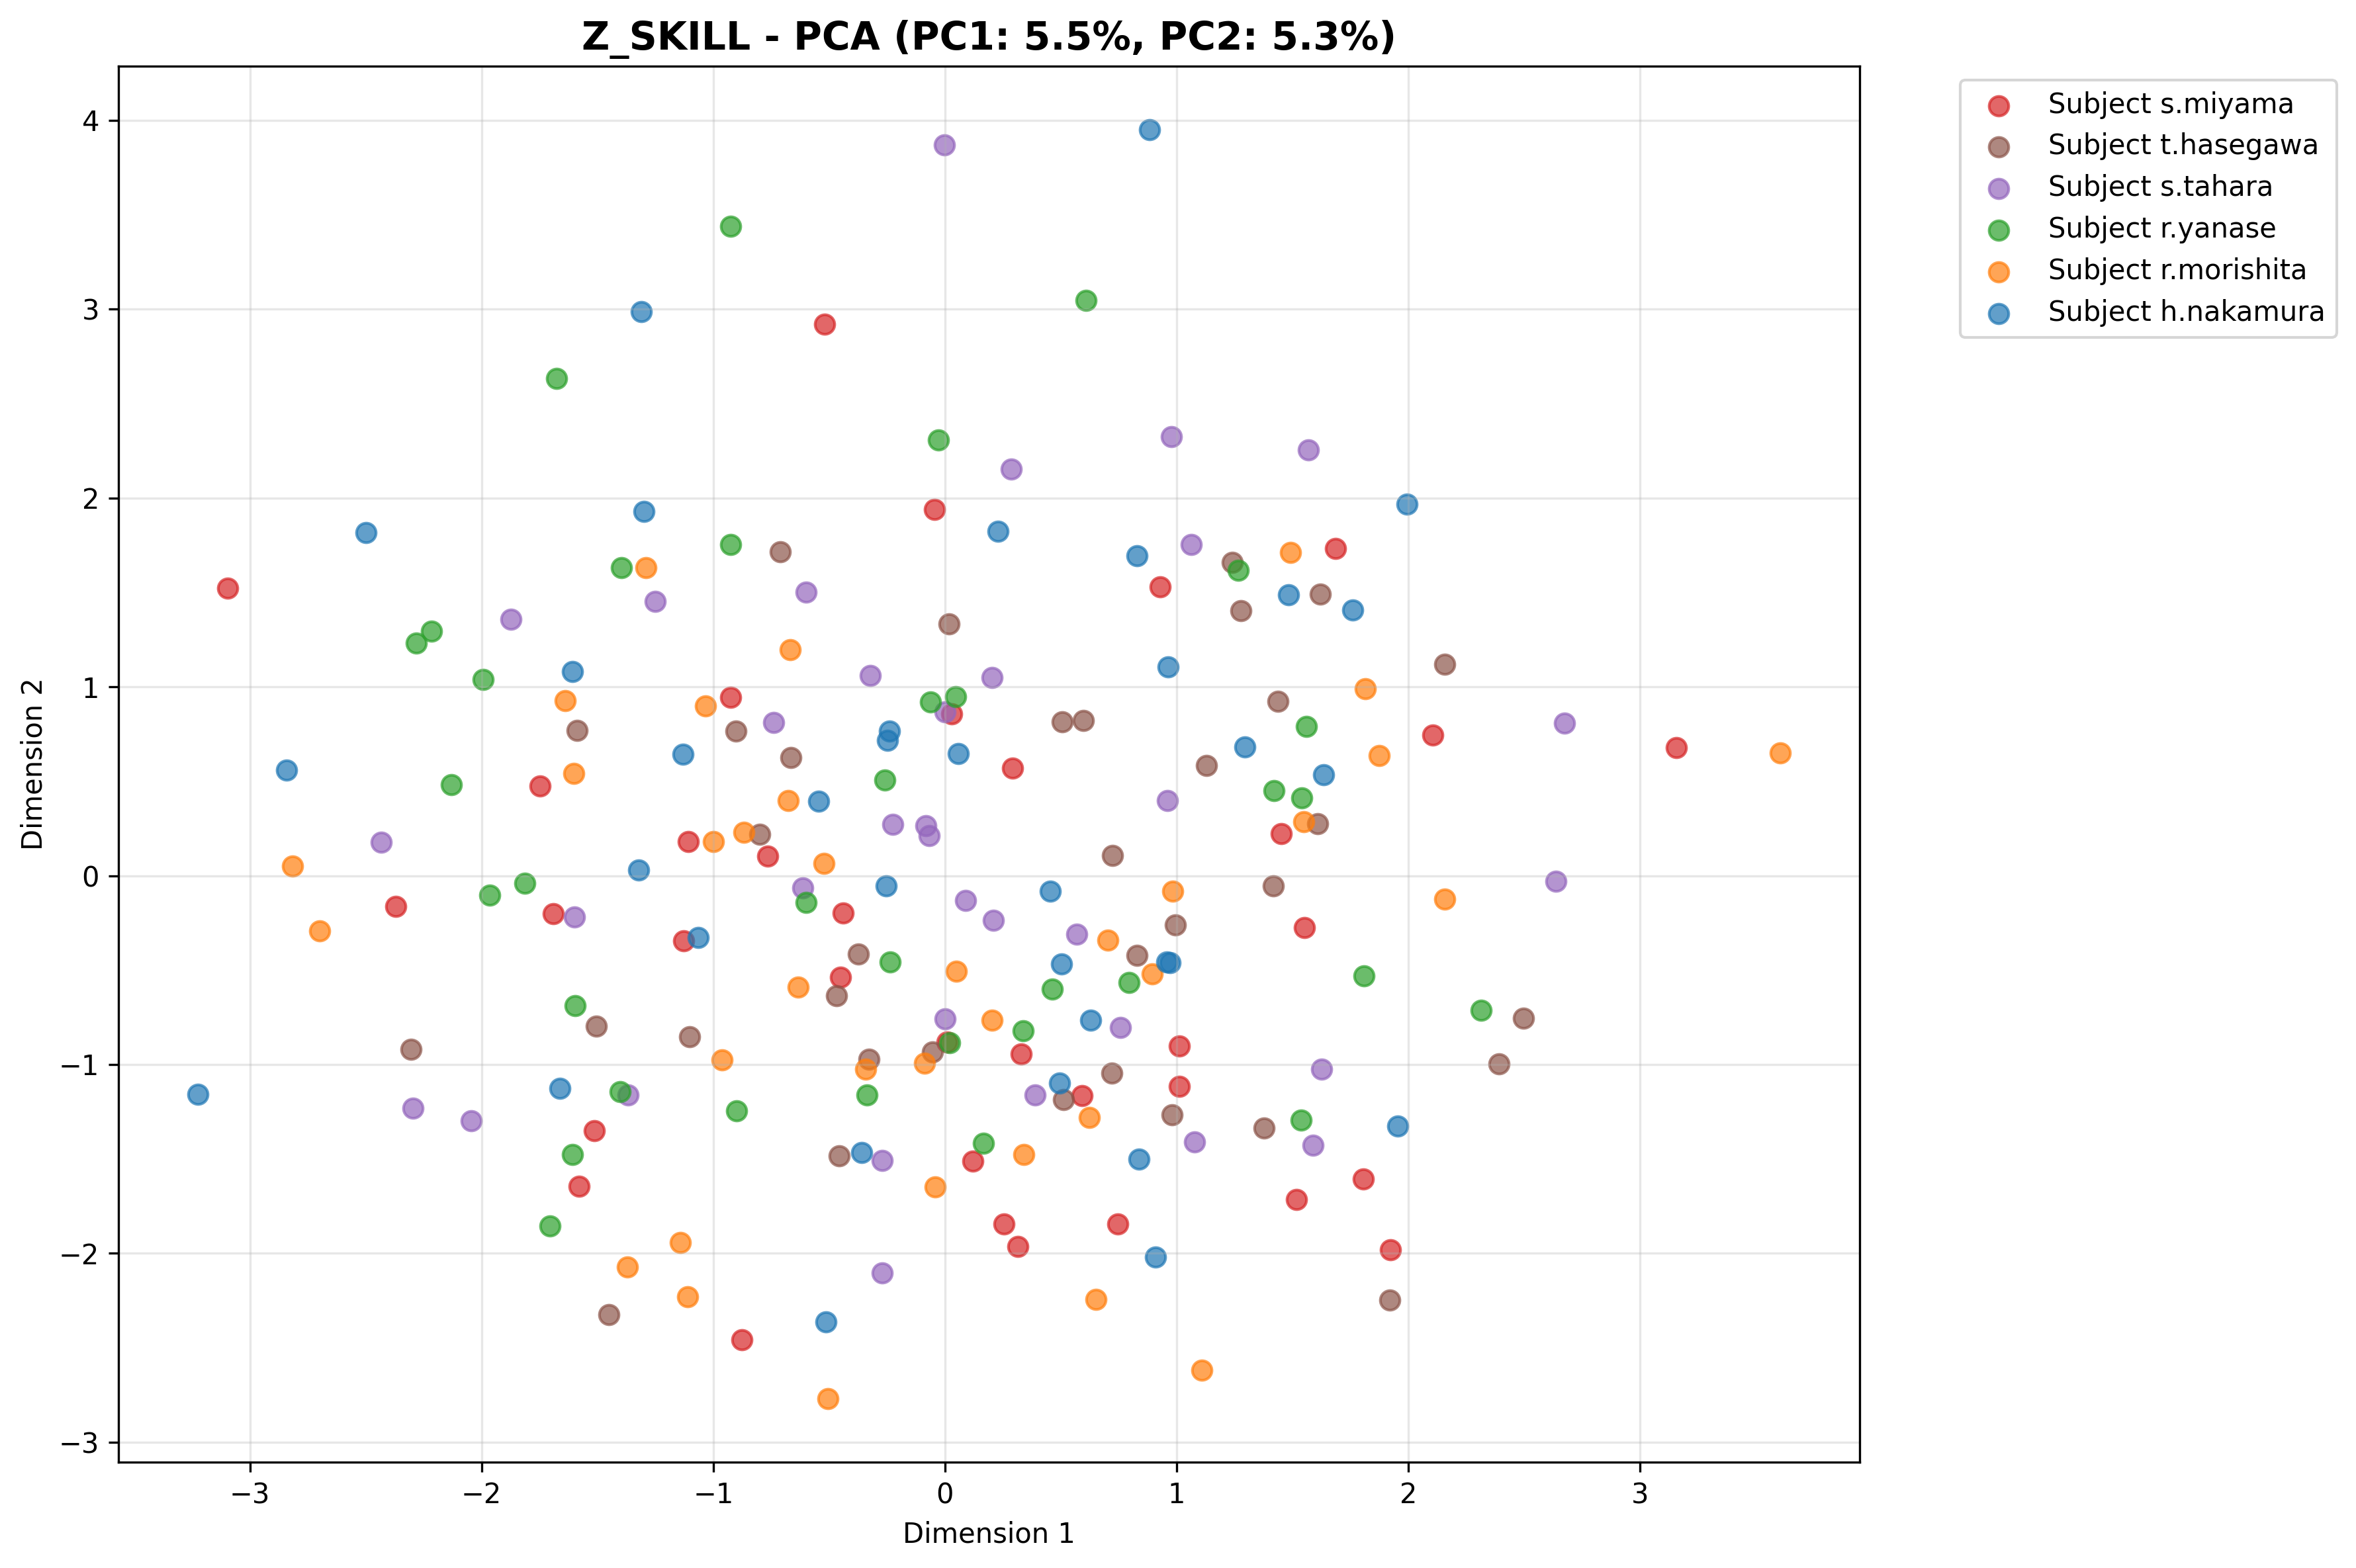 Z_SKILL - PCA (PC1: 5.5%, PC2: 5.3%)
Subject s.miyama
Subject t.hasegawa
Subject s.tahara
Subject r.yanase
Subject r.morishita
Subject h.nakamura
Dimension 2
4
3
2
1
0
−1
−2
−3
−3
−2
−1
0
1
2
3
Dimension 1